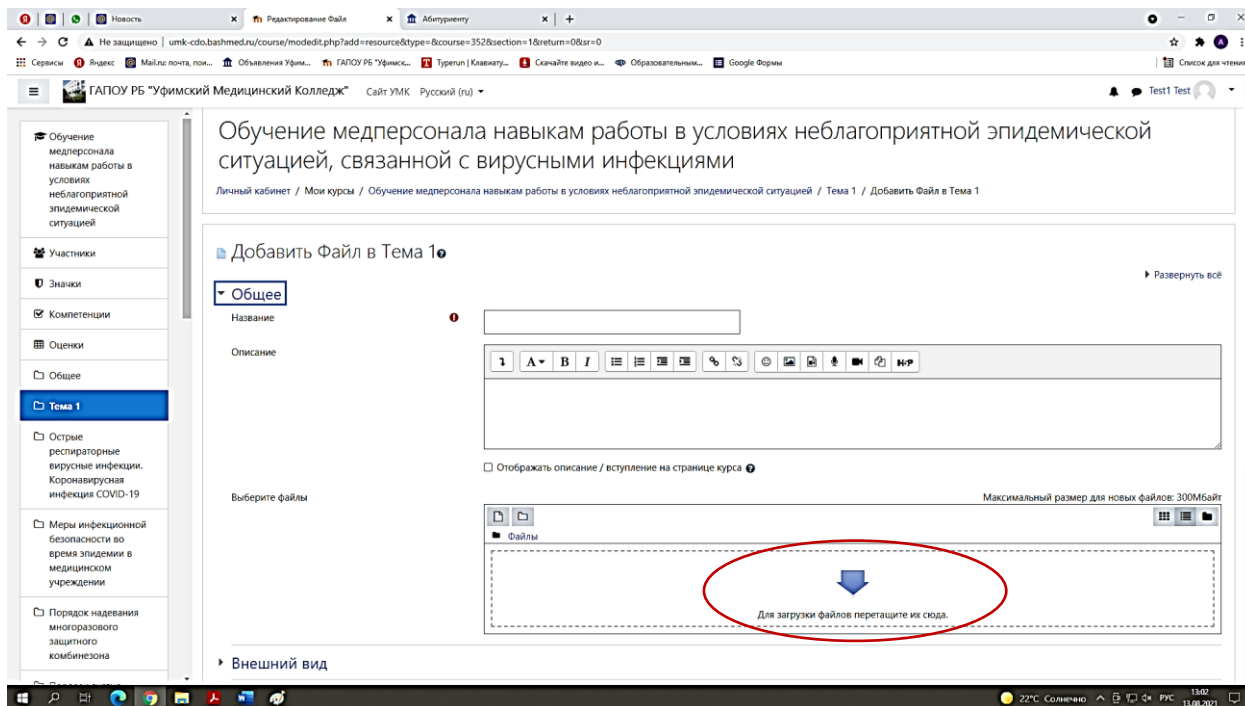 Новость
Редактирование Файл
Абитуриенту
Не защищено
umk-cdo.bashmed.ru/course/modedit.php?add=resource&type=&course=352&section=1&return=0&sr=0
Сервисы
Яндекс
Mail.ru: почта, пои...
Объявления Уфим...
ГАПОУ РБ "Уфимск...
Typerun | Клавиату...
Скачайте видео и...
Образовательным...
Google Формы
Список для чтения
ГАПОУ РБ "Уфимский Медицинский Колледж"
Сайт УМК
Русский (ru)
Test1 Test
Обучение
медперсонала
навыкам работы в
условиях
неблагоприятной
эпидемической
ситуацией
Участники
Значки
Компетенции
Оценки
Общее
Тема 1
Острые
респираторные
вирусные инфекции.
Коронавирусная
инфекция COVID-19
Меры инфекционной
безопасности во
время эпидемии в
медицинском
учреждении
Порядок надевания
многоразового
защитного
комбинезона
Обучение медперсонала навыкам работы в условиях неблагоприятной эпидемической
ситуацией, связанной с вирусными инфекциями
Личный кабинет / Мои курсы / Обучение медперсонала навыкам работы в условиях неблагоприятной эпидемической ситуацией / Тема 1 / Добавить Файл в Тема 1
Добавить Файл в Тема 1
Развернуть всё
Общее
Название
Описание
A B I
H-P
Отображать описание / вступление на странице курса
Выберите файлы
Максимальный размер для новых файлов: 300Мбайт
Файлы
Для загрузки файлов перетащите их сюда.
Внешний вид
22°C Солнечно
РУС
13:02
13.08.2021